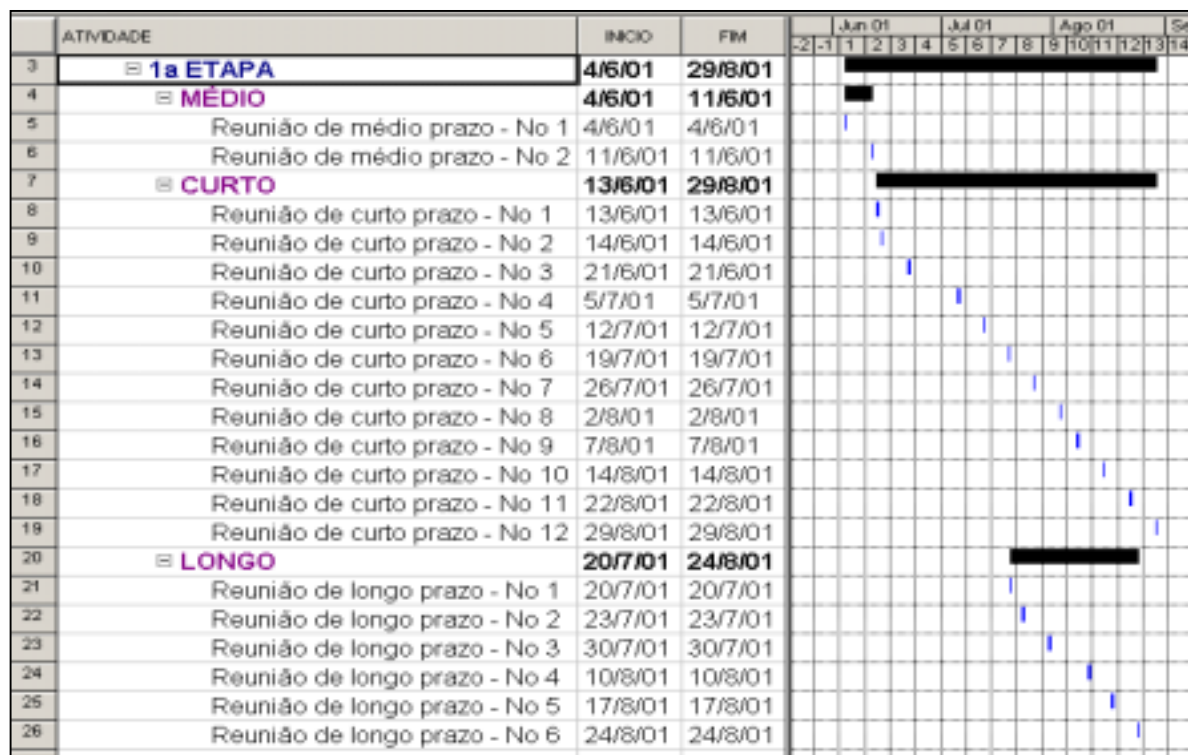 ATIVIDADE INICIO FIM Jun 01 Jul 01 Ago 01 Se
-2 -1 1 2 3 4 5 6 7 8 9 10 11 12 13 14
3 1a ETAPA 4/6/01 29/8/01
4 MÉDIO 4/6/01 11/6/01
5 Reunião de médio prazo - No 1 4/6/01 4/6/01
6 Reunião de médio prazo - No 2 11/6/01 11/6/01
7 CURTO 13/6/01 29/8/01
8 Reunião de curto prazo - No 1 13/6/01 13/6/01
9 Reunião de curto prazo - No 2 14/6/01 14/6/01
10 Reunião de curto prazo - No 3 21/6/01 21/6/01
11 Reunião de curto prazo - No 4 5/7/01 5/7/01
12 Reunião de curto prazo - No 5 12/7/01 12/7/01
13 Reunião de curto prazo - No 6 19/7/01 19/7/01
14 Reunião de curto prazo - No 7 26/7/01 26/7/01
15 Reunião de curto prazo - No 8 2/8/01 2/8/01
16 Reunião de curto prazo - No 9 7/8/01 7/8/01
17 Reunião de curto prazo - No 10 14/8/01 14/8/01
18 Reunião de curto prazo - No 11 22/8/01 22/8/01
19 Reunião de curto prazo - No 12 29/8/01 29/8/01
20 LONGO 20/7/01 24/8/01
21 Reunião de longo prazo - No 1 20/7/01 20/7/01
22 Reunião de longo prazo - No 2 23/7/01 23/7/01
23 Reunião de longo prazo - No 3 30/7/01 30/7/01
24 Reunião de longo prazo - No 4 10/8/01 10/8/01
25 Reunião de longo prazo - No 5 17/8/01 17/8/01
26 Reunião de longo prazo - No 6 24/8/01 24/8/01